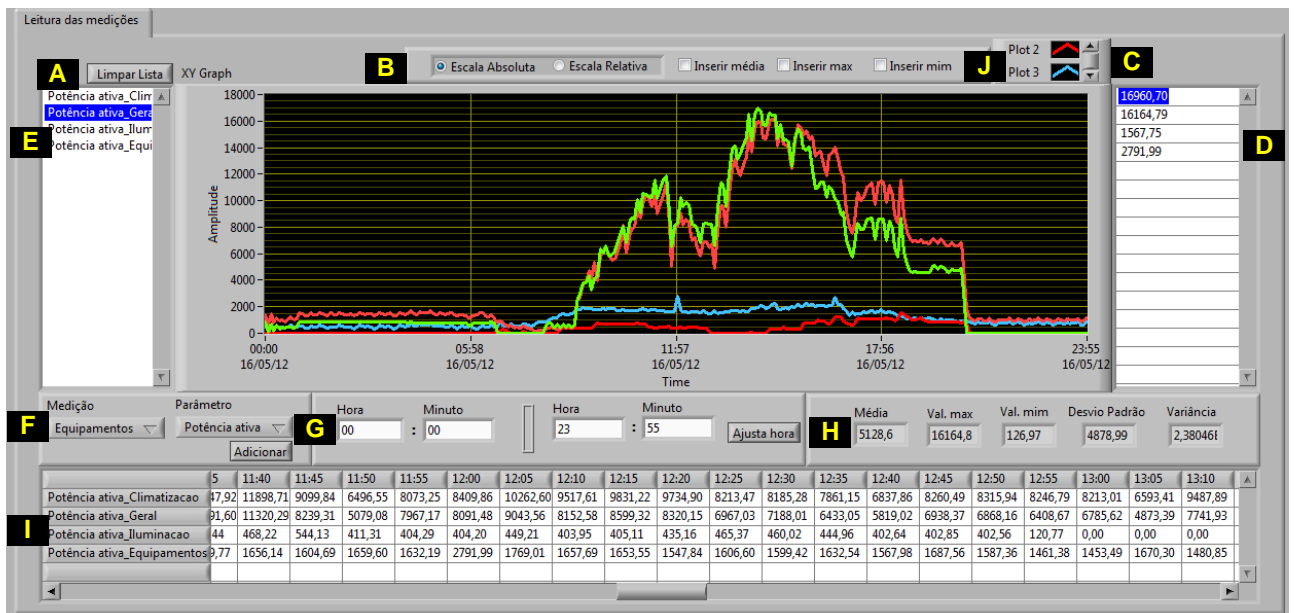 Leitura das medições
A
Limpar Lista
XY Graph
B
Escala Absoluta Escala Relativa
Inserir média Inserir max Inserir mim
J
Plot 2
Plot 3
C
E
Potência ativa_Clim
Potência ativa_Gera
Potência ativa_Ilum
Potência ativa_Equi
Amplitude
18000
16000
14000
12000
10000
8000
6000
4000
2000
0
00:00 05:58 11:57 17:56 23:55
16/05/12 16/05/12 16/05/12 16/05/12 16/05/12
Time
16960,70
16164,79
1567,75
2791,99
D
F
Medição Parâmetro
Equipamentos Potência ativa
Adicionar
G
Hora Minuto Hora Minuto
00 : 00 23 : 55 Ajusta hora
H
Média Val. max Val. mim Desvio Padrão Variância
5128,6 16164,8 126,97 4878,99 2,38046E
I
5 11:40 11:45 11:50 11:55 12:00 12:05 12:10 12:15 12:20 12:25 12:30 12:35 12:40 12:45 12:50 12:55 13:00 13:05 13:10
Potência ativa_Climatizacao 47,92 11898,71 9099,84 6496,55 8073,25 8409,86 10262,60 9517,61 9831,22 9734,90 8213,47 8185,28 7861,15 6837,86 8260,49 8315,94 8246,79 8213,01 6593,41 9487,89
Potência ativa_Geral 91,60 11320,29 8239,31 5079,08 7967,17 8091,48 9043,56 8152,58 8599,32 8320,15 6967,03 7188,01 6433,05 5819,02 6938,37 6868,16 6408,67 6785,62 4873,39 7741,93
Potência ativa_Iluminacao 44 468,22 544,13 411,31 404,29 404,20 449,21 403,95 405,11 435,16 465,37 460,02 444,96 402,64 402,85 402,56 120,77 0,00 0,00 0,00
Potência ativa_Equipamentos 9,77 1656,14 1604,69 1659,60 1632,19 2791,99 1769,01 1657,69 1653,55 1547,84 1606,60 1599,42 1632,54 1567,98 1687,56 1587,36 1461,38 1453,49 1670,30 1480,85